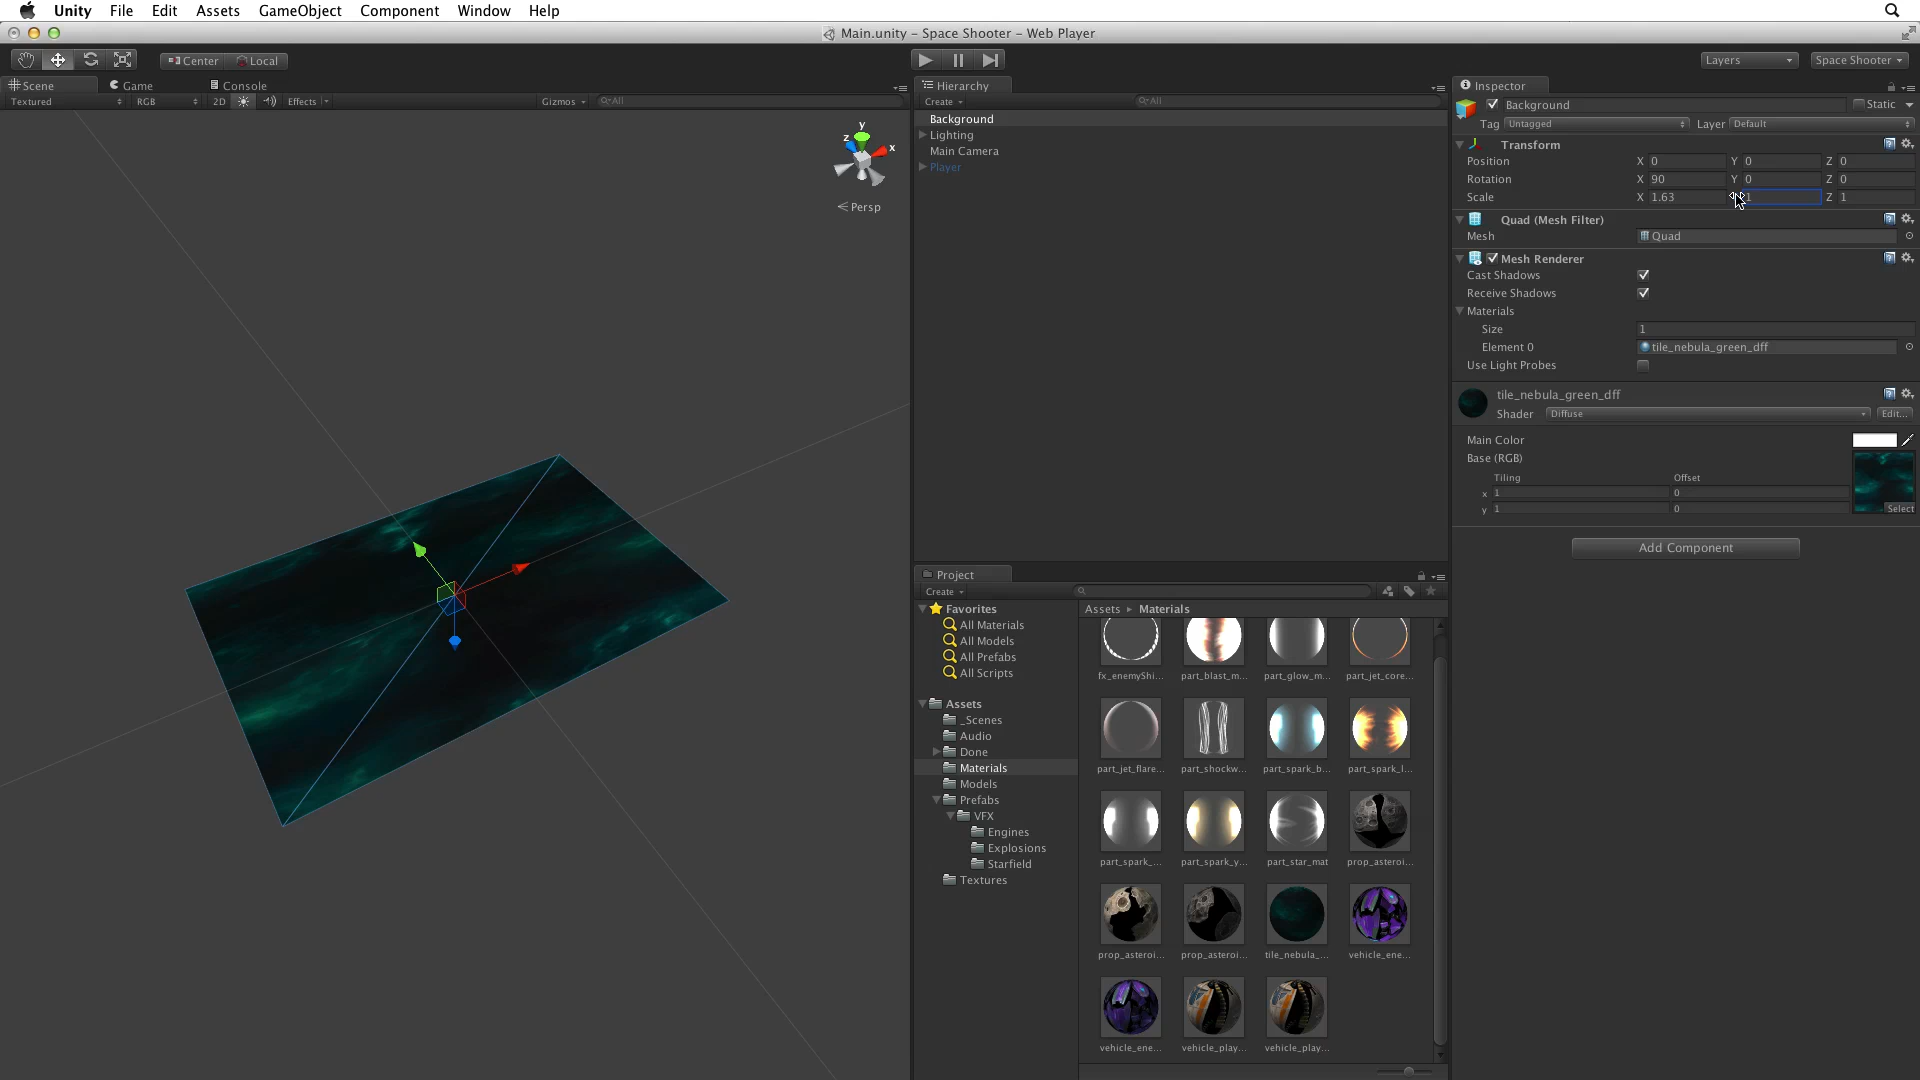 Unity File Edit Assets GameObject Component Window Help
Main.unity – Space Shooter – Web Player
Center Local
Layers Space Shooter
Scene Game Console
Textured RGB 2D Effects Gizmos All
y
z
x
Persp
Hierarchy
Create All
Background
Lighting
Main Camera
Player
Project
Create
Favorites
All Materials
All Models
All Prefabs
All Scripts
Assets
_Scenes
Audio
Done
Materials
Models
Prefabs
VFX
Engines
Explosions
Starfield
Textures
Assets Materials
fx_enemyShi... part_blast_m... part_glow_m... part_jet_core...
part_jet_flare... part_shockw... part_spark_b... part_spark_l...
part_spark_... part_spark_y... part_star_mat prop_asteroi...
prop_asteroi... prop_asteroi... tile_nebula_... vehicle_ene...
vehicle_ene... vehicle_play... vehicle_play...
Inspector
Background Static
Tag Untagged Layer Default
Transform
Position X 0 Y 0 Z 0
Rotation X 90 Y 0 Z 0
Scale X 1.63 1 Z 1
Quad (Mesh Filter)
Mesh Quad
Mesh Renderer
Cast Shadows
Receive Shadows
Materials
Size 1
Element 0 tile_nebula_green_dff
Use Light Probes
tile_nebula_green_dff
Shader Diffuse Edit...
Main Color
Base (RGB)
Tiling Offset
x 1 0
y 1 0
Select
Add Component